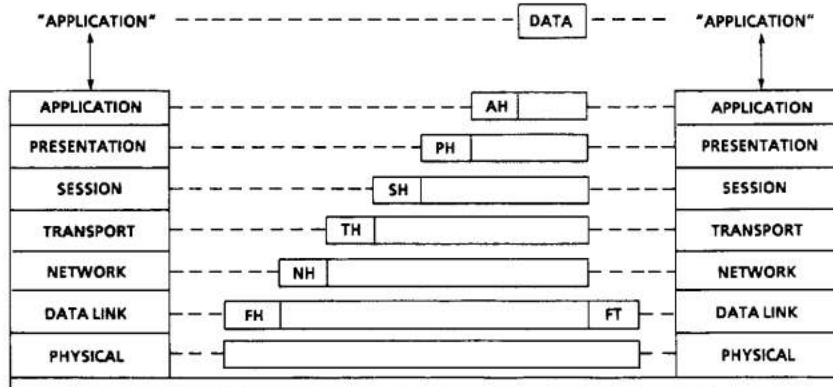 "APPLICATION" DATA "APPLICATION"
APPLICATION AH APPLICATION
PRESENTATION PH PRESENTATION
SESSION SH SESSION
TRANSPORT TH TRANSPORT
NETWORK NH NETWORK
DATA LINK FH FT DATA LINK
PHYSICAL PHYSICAL